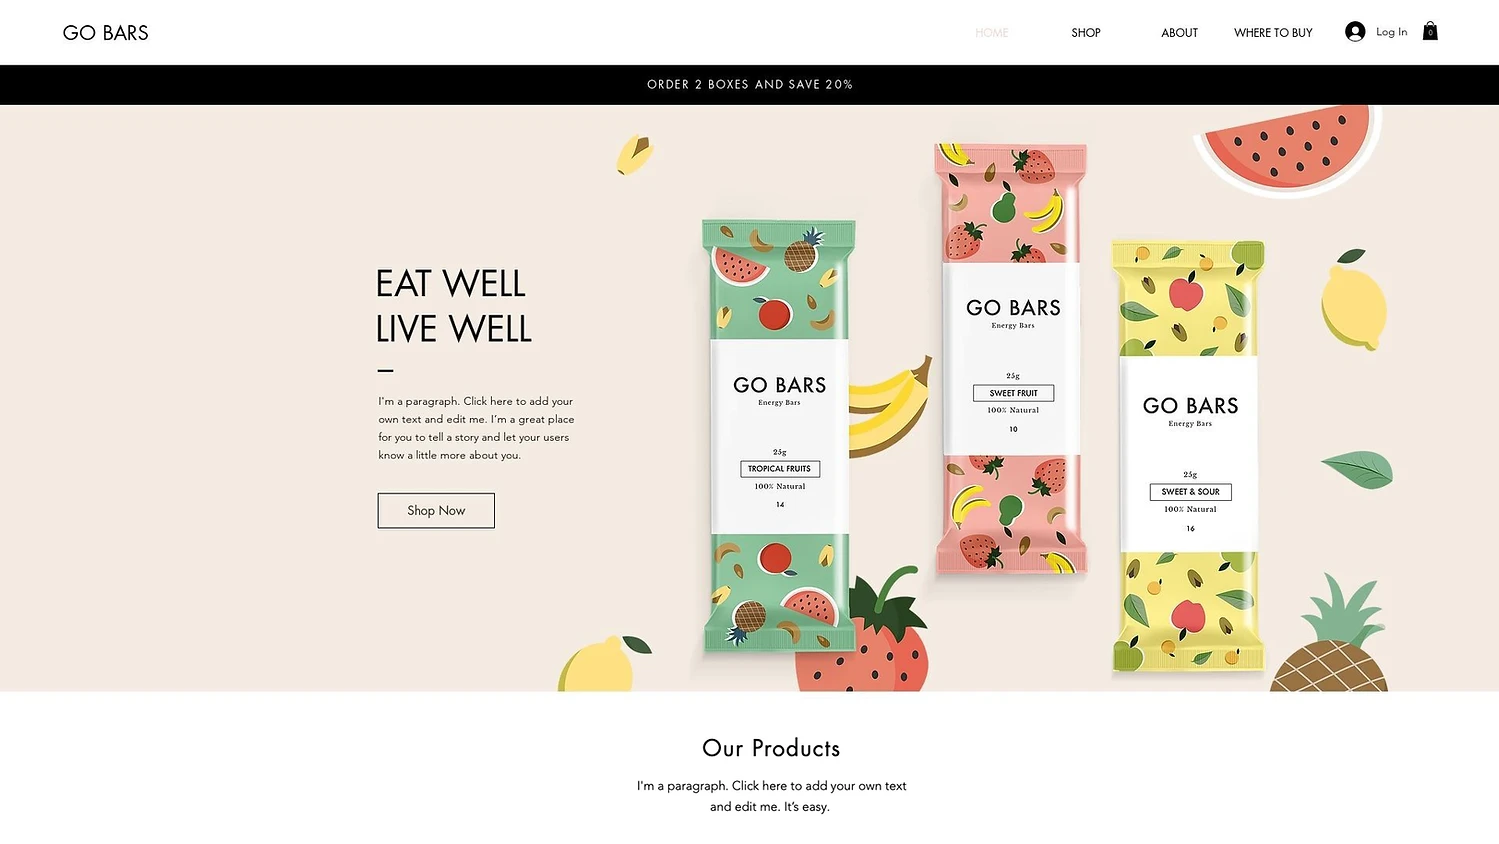 GO BARS
HOME
SHOP
ABOUT
WHERE TO BUY
Log In
0
ORDER 2 BOXES AND SAVE 20%
EAT WELL
LIVE WELL
I'm a paragraph. Click here to add your
own text and edit me. I'm a great place
for you to tell a story and let your users
know a little more about you.
Shop Now
GO BARS
Energy Bars
25g
TROPICAL FRUITS
100% Natural
14
GO BARS
Energy Bars
25g
SWEET FRUIT
100% Natural
10
GO BARS
Energy Bars
25g
SWEET & SOUR
100% Natural
16
Our Products
I'm a paragraph. Click here to add your own text
and edit me. It's easy.